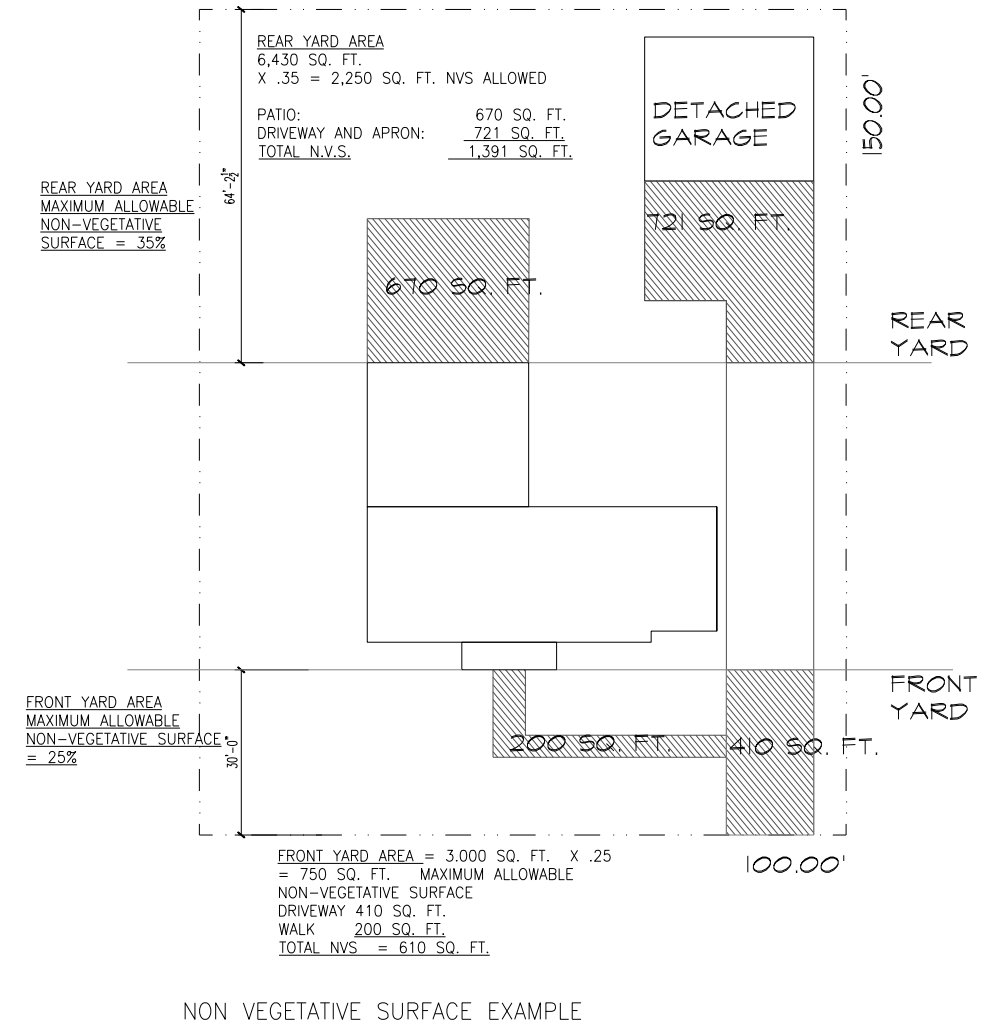 REAR YARD AREA
6,430 SQ. FT.
X .35 = 2,250 SQ. FT. NVS ALLOWED
PATIO: 670 SQ. FT.
DRIVEWAY AND APRON: 721 SQ. FT.
TOTAL N.V.S. 1,391 SQ. FT.
DETACHED
GARAGE
150.00'
64'-2½"
REAR YARD AREA
MAXIMUM ALLOWABLE
NON-VEGETATIVE
SURFACE = 35%
721 SQ. FT.
670 SQ. FT.
REAR
YARD
FRONT
YARD
FRONT YARD AREA
MAXIMUM ALLOWABLE
NON-VEGETATIVE SURFACE
= 25%
30'-0"
200 SQ. FT.
410 SQ. FT.
FRONT YARD AREA = 3.000 SQ. FT. X .25
= 750 SQ. FT. MAXIMUM ALLOWABLE
NON-VEGETATIVE SURFACE
DRIVEWAY 410 SQ. FT.
WALK 200 SQ. FT.
TOTAL NVS = 610 SQ. FT.
100.00'
NON VEGETATIVE SURFACE EXAMPLE